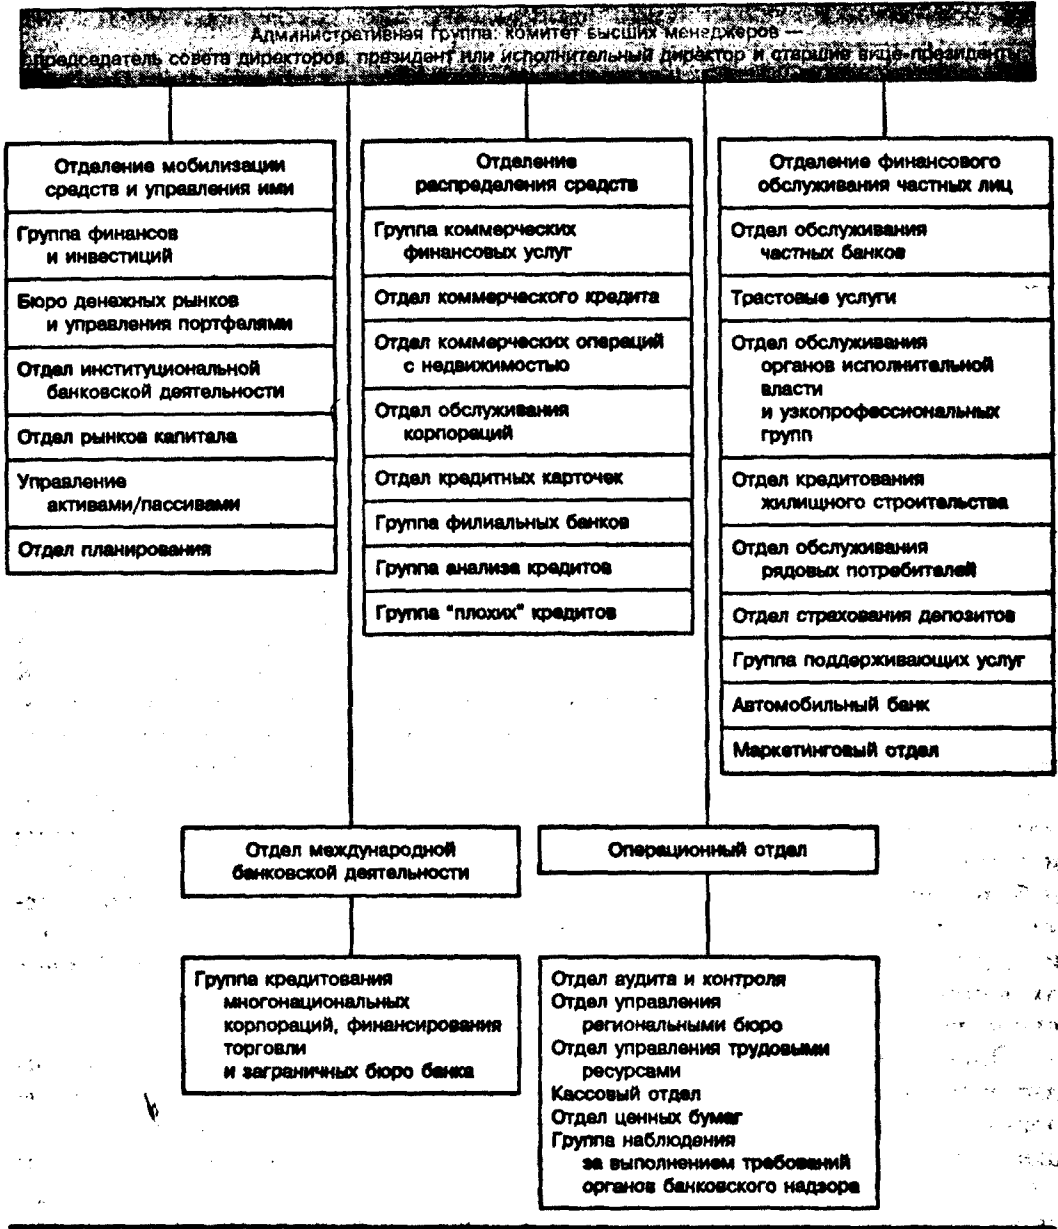 Административная группа: комитет высших менеджеров —
председатель совета директоров, президент или исполнительный директор и старшие вице-президенты
Отделение мобилизации
средств и управления ими
Группа финансов
и инвестиций
Бюро денежных рынков
и управления портфелями
Отдел институциональной
банковской деятельности
Отдел рынков капитала
Управление
активами/пассивами
Отдел планирования
Отделение
распределения средств
Группа коммерческих
финансовых услуг
Отдел коммерческого кредита
Отдел коммерческих операций
с недвижимостью
Отдел обслуживания
корпораций
Отдел кредитных карточек
Группа филиальных банков
Группа анализа кредитов
Группа "плохих" кредитов
Отделение финансового
обслуживания частных лиц
Отдел обслуживания
частных банков
Трастовые услуги
Отдел обслуживания
органов исполнительной
власти
и узкопрофессиональных
групп
Отдел кредитования
жилищного строительства
Отдел обслуживания
рядовых потребителей
Отдел страхования депозитов
Группа поддерживающих услуг
Автомобильный банк
Маркетинговый отдел
Отдел международной
банковской деятельности
Группа кредитования
многонациональных
корпораций, финансирования
торговли
и заграничных бюро банка
Операционный отдел
Отдел аудита и контроля
Отдел управления
региональными бюро
Отдел управления трудовыми
ресурсами
Кассовый отдел
Отдел ценных бумаг
Группа наблюдения
за выполнением требований
органов банковского надзора